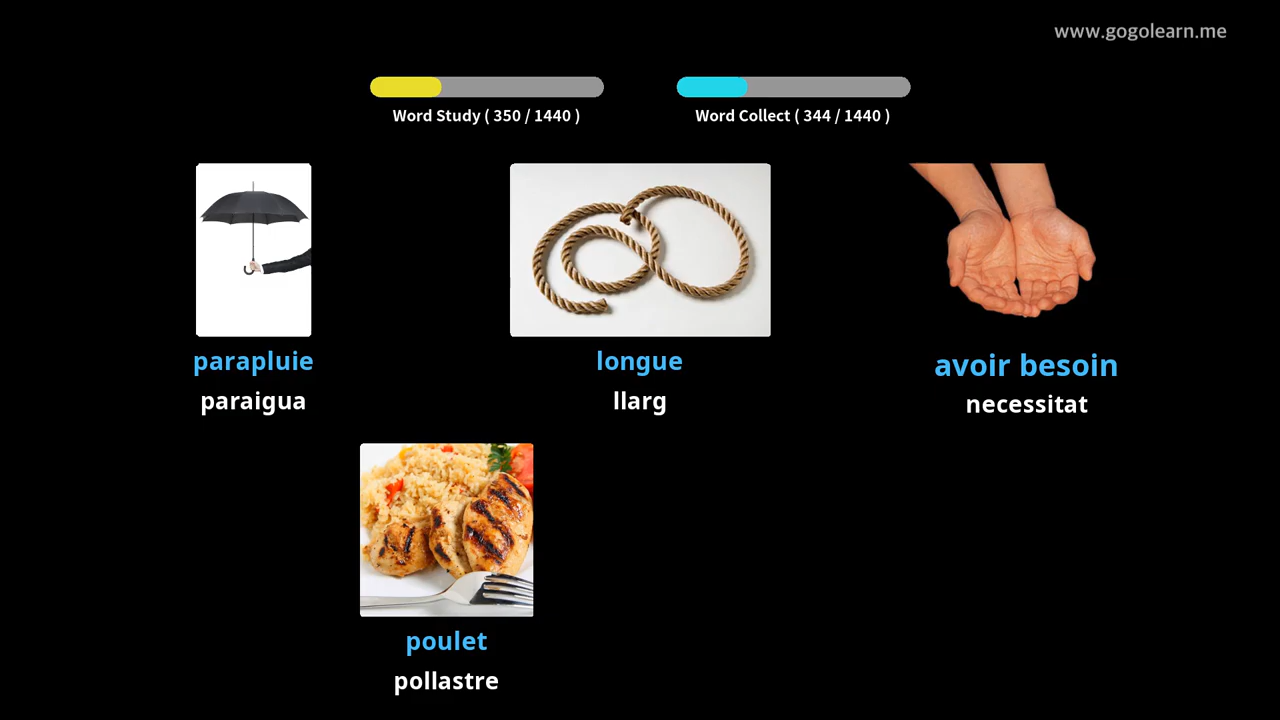 www.gogolearn.me
Word Study ( 350 / 1440 )
Word Collect ( 344 / 1440 )
parapluie
paraigua
longue
llarg
avoir besoin
necessitat
poulet
pollastre